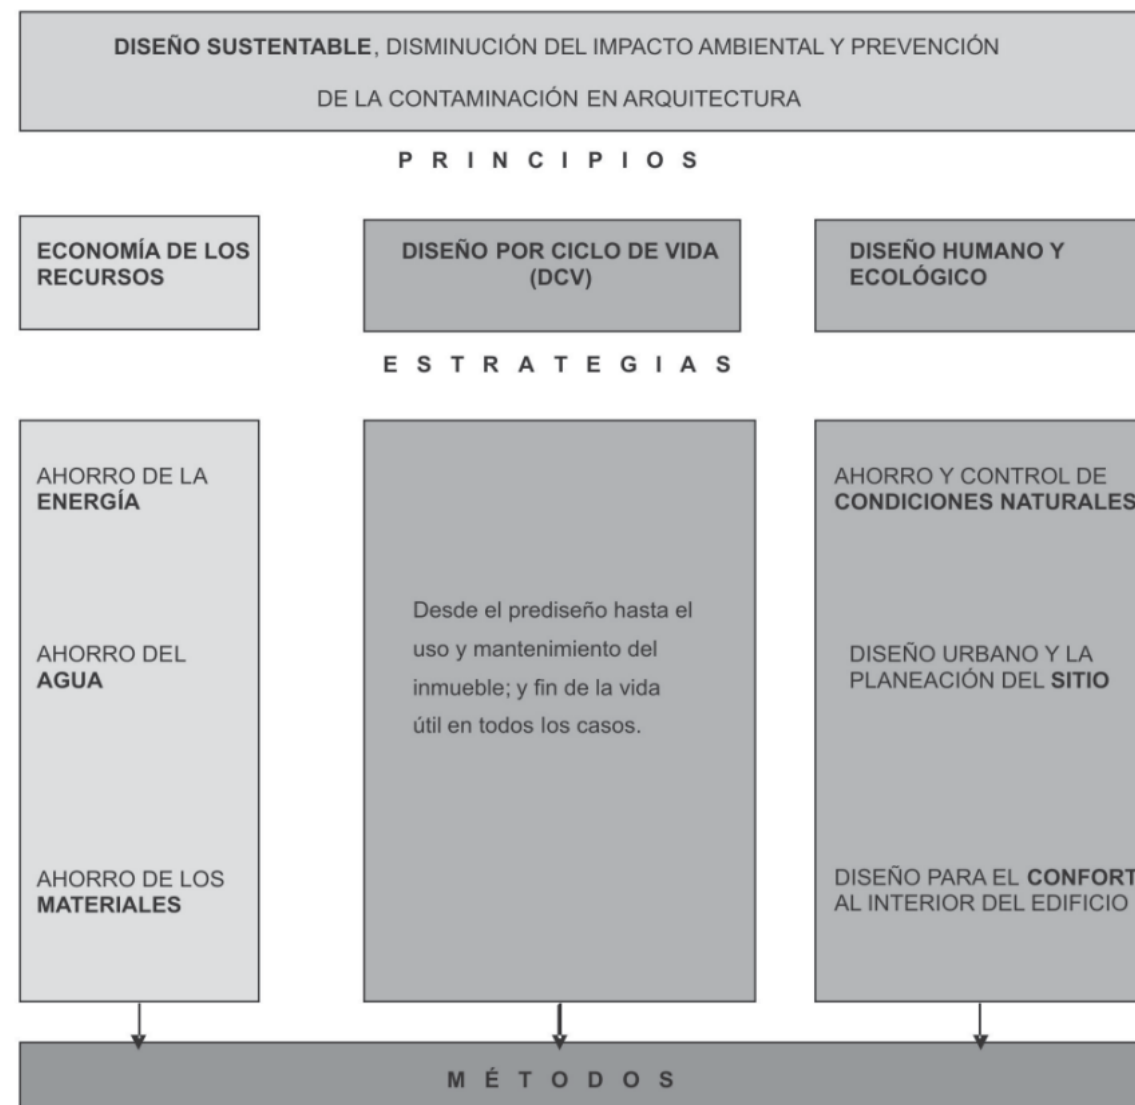 DISEÑO SUSTENTABLE, DISMINUCIÓN DEL IMPACTO AMBIENTAL Y PREVENCIÓN
DE LA CONTAMINACIÓN EN ARQUITECTURA
PRINCIPIOS
ECONOMÍA DE LOS
RECURSOS
DISEÑO POR CICLO DE VIDA
(DCV)
DISEÑO HUMANO Y
ECOLÓGICO
ESTRATEGIAS
AHORRO DE LA
ENERGÍA
AHORRO DEL
AGUA
AHORRO DE LOS
MATERIALES
Desde el prediseño hasta el
uso y mantenimiento del
inmueble; y fin de la vida
útil en todos los casos.
AHORRO Y CONTROL DE
CONDICIONES NATURALES
DISEÑO URBANO Y LA
PLANEACIÓN DEL SITIO
DISEÑO PARA EL CONFORT
AL INTERIOR DEL EDIFICIO
MÉTODOS